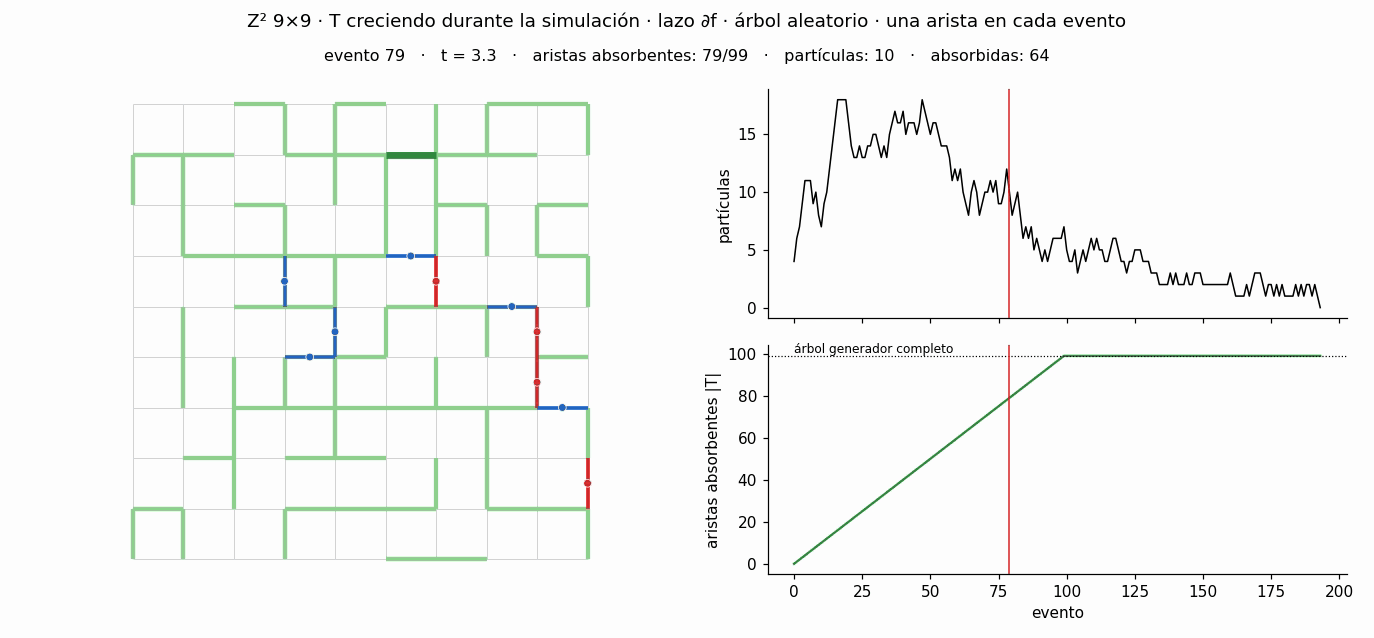 Z² 9×9 · T creciendo durante la simulación · lazo ∂f · árbol aleatorio · una arista en cada evento
evento 79 · t = 3.3 · aristas absorbentes: 79/99 · partículas: 10 · absorbidas: 64
partículas
15
10
5
0
aristas absorbentes |T|
árbol generador completo
100
80
60
40
20
0
0 25 50 75 100 125 150 175 200
evento